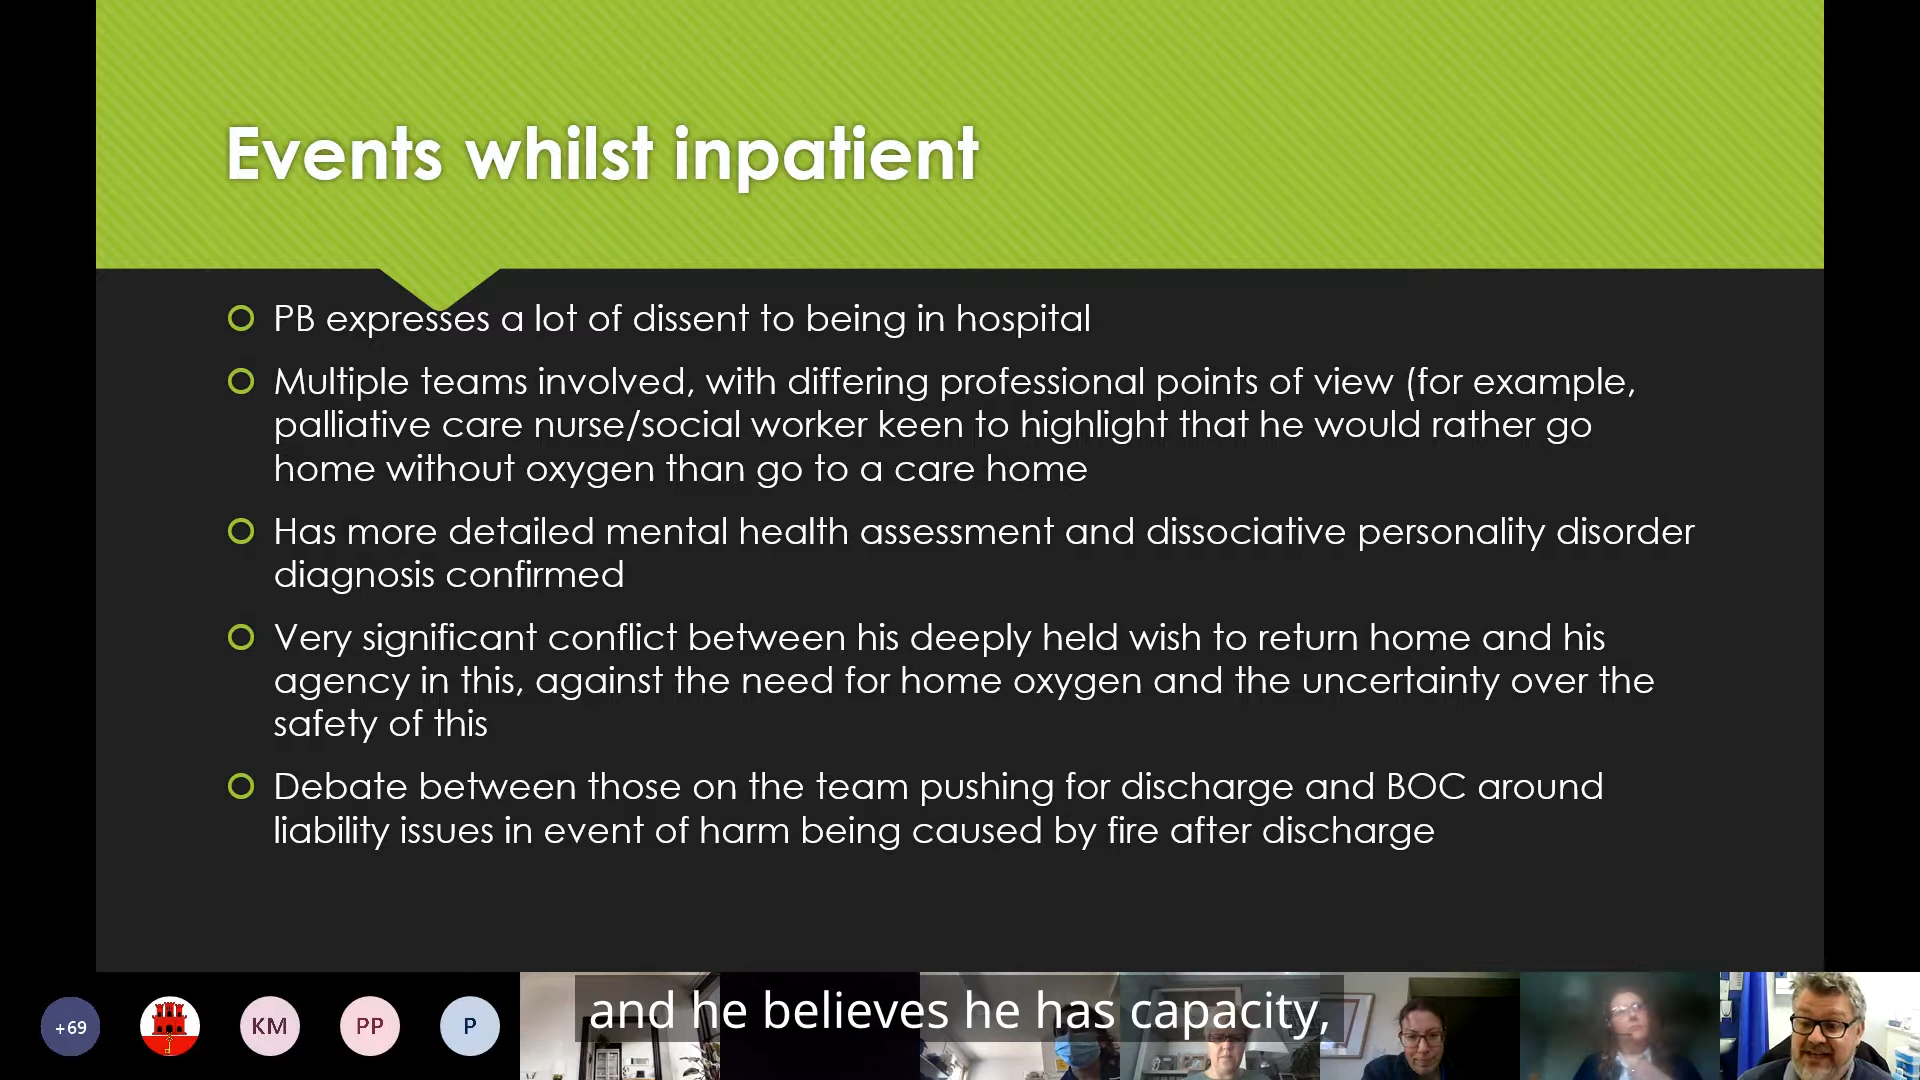 Events whilst inpatient
PB expresses a lot of dissent to being in hospital
Multiple teams involved, with differing professional points of view (for example,
palliative care nurse/social worker keen to highlight that he would rather go
home without oxygen than go to a care home
Has more detailed mental health assessment and dissociative personality disorder
diagnosis confirmed
Very significant conflict between his deeply held wish to return home and his
agency in this, against the need for home oxygen and the uncertainty over the
safety of this
Debate between those on the team pushing for discharge and BOC around
liability issues in event of harm being caused by fire after discharge
+69
KM
PP
P
and he believes he has capacity,